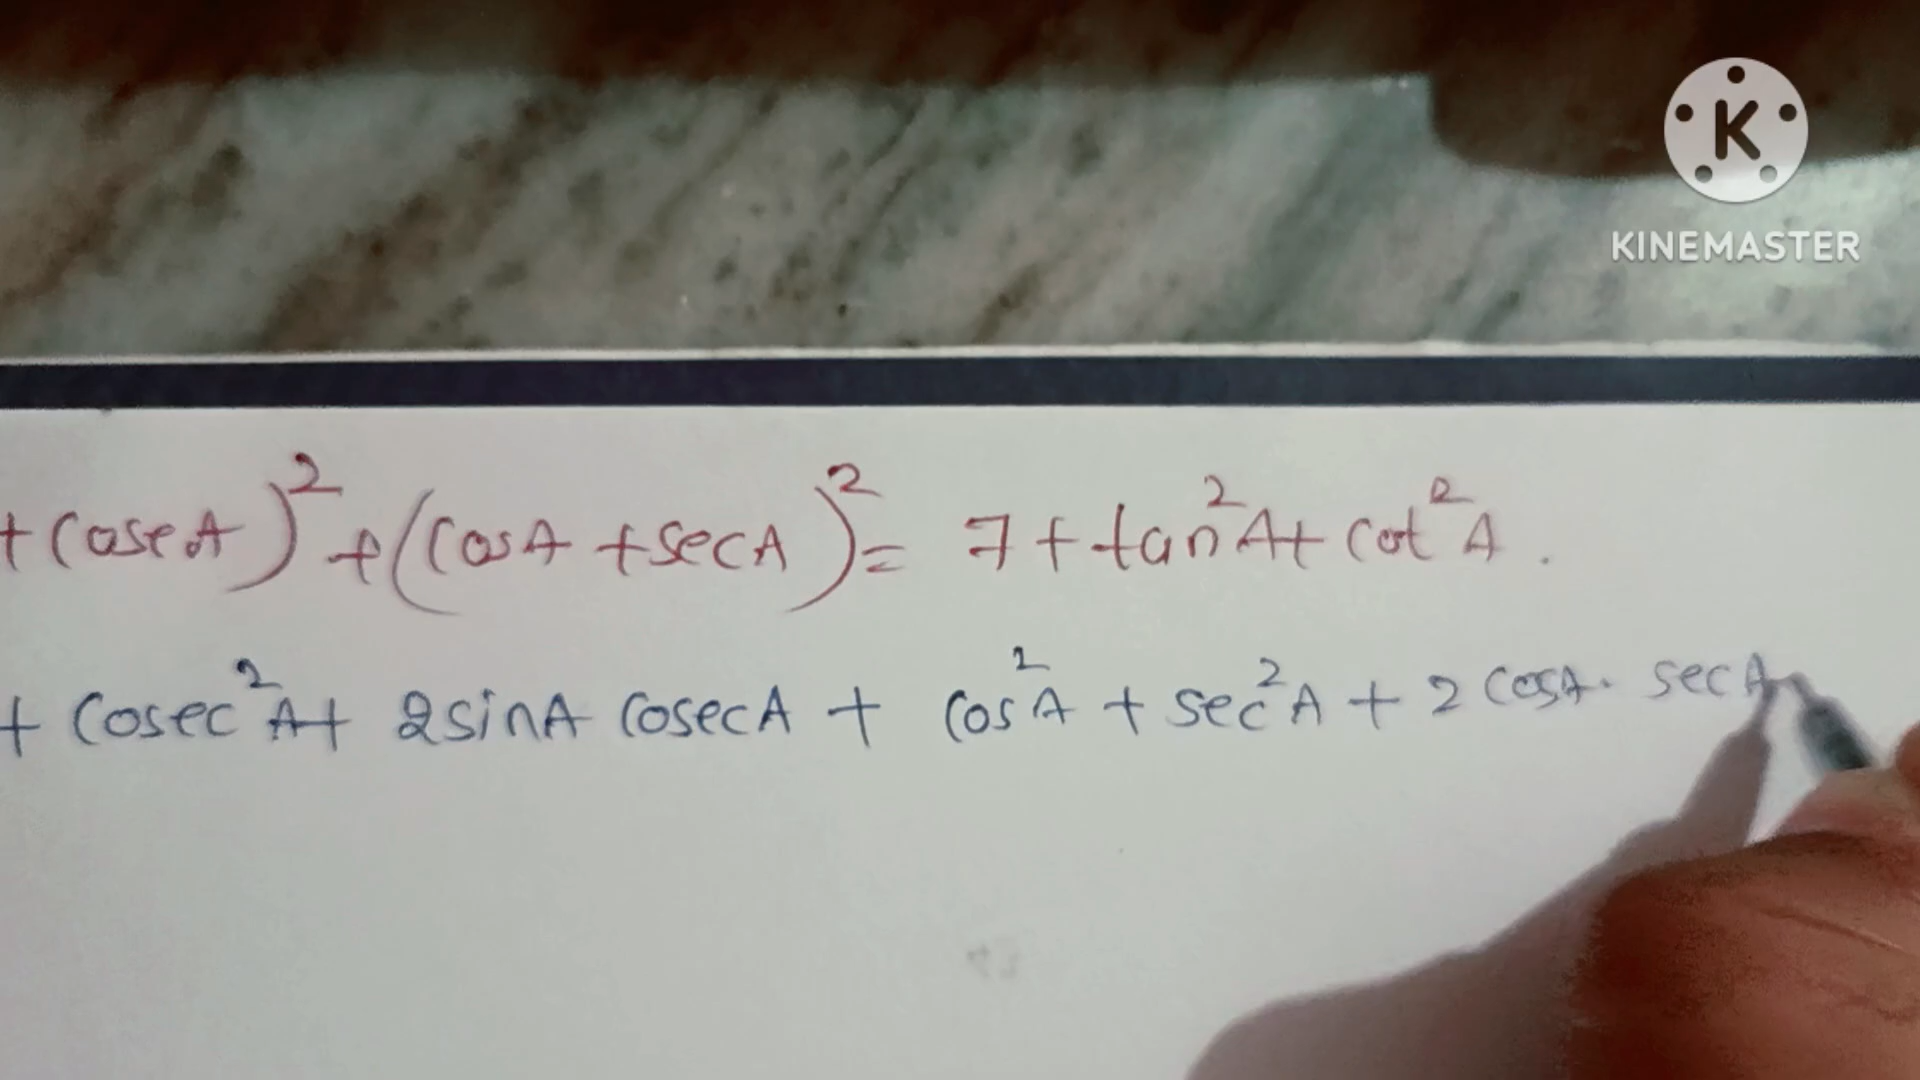 K
KINEMASTER
+ CosecA)² + (CosA + secA)² = 7 + tan²A + cot²A .
+ Cosec²A + 2sinA CosecA + Cos²A + sec²A + 2 CosA . secA